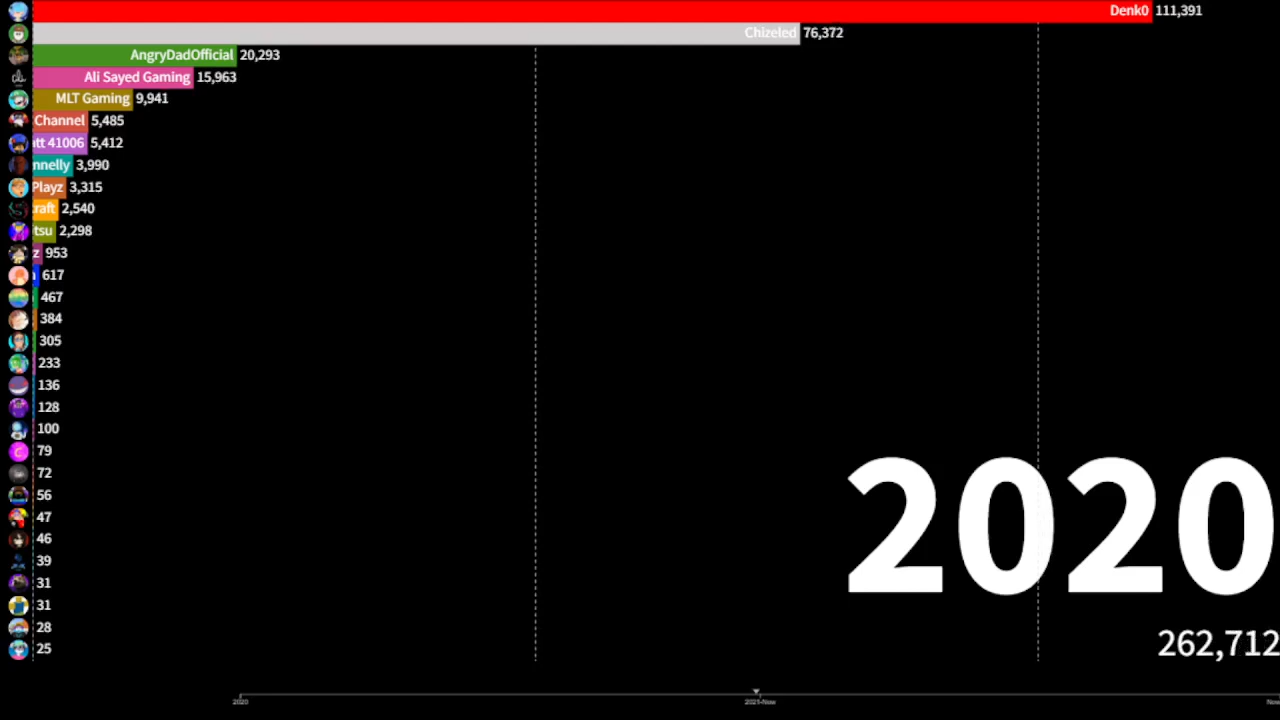 Denk0 111,391
Chizeled 76,372
AngryDadOfficial 20,293
Ali Sayed Gaming 15,963
MLT Gaming 9,941
Channel 5,485
att 41006 5,412
nnelly 3,990
Playz 3,315
raft 2,540
tsu 2,298
z 953
617
467
384
305
233
136
128
100
79
72
56
47
46
39
31
31
28
25
2020
262,712
2020 2021-Now